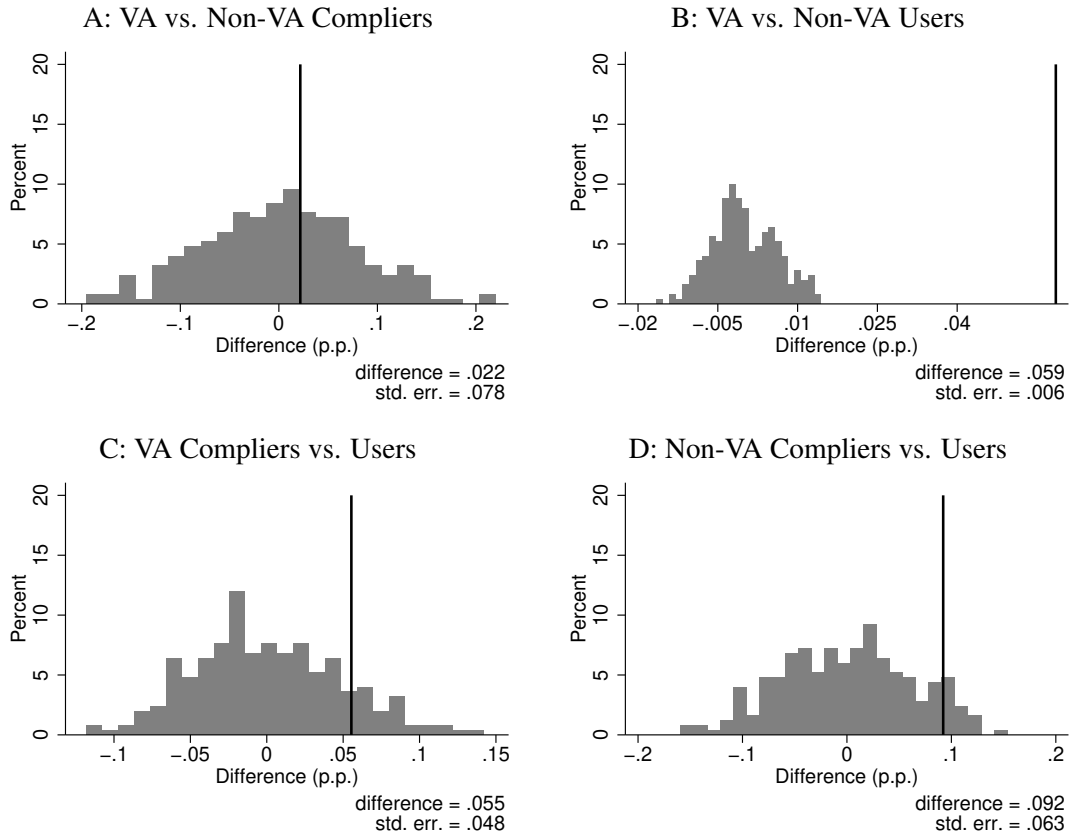 A: VA vs. Non-VA Compliers
Percent
20
15
10
5
0
-.2
-.1
0
.1
.2
Difference (p.p.)
difference = .022
std. err. = .078
B: VA vs. Non-VA Users
Percent
20
15
10
5
0
-.02
-.005
.01
.025
.04
Difference (p.p.)
difference = .059
std. err. = .006
C: VA Compliers vs. Users
Percent
20
15
10
5
0
-.1
-.05
0
.05
.1
.15
Difference (p.p.)
difference = .055
std. err. = .048
D: Non-VA Compliers vs. Users
Percent
20
15
10
5
0
-.2
-.1
0
.1
.2
Difference (p.p.)
difference = .092
std. err. = .063